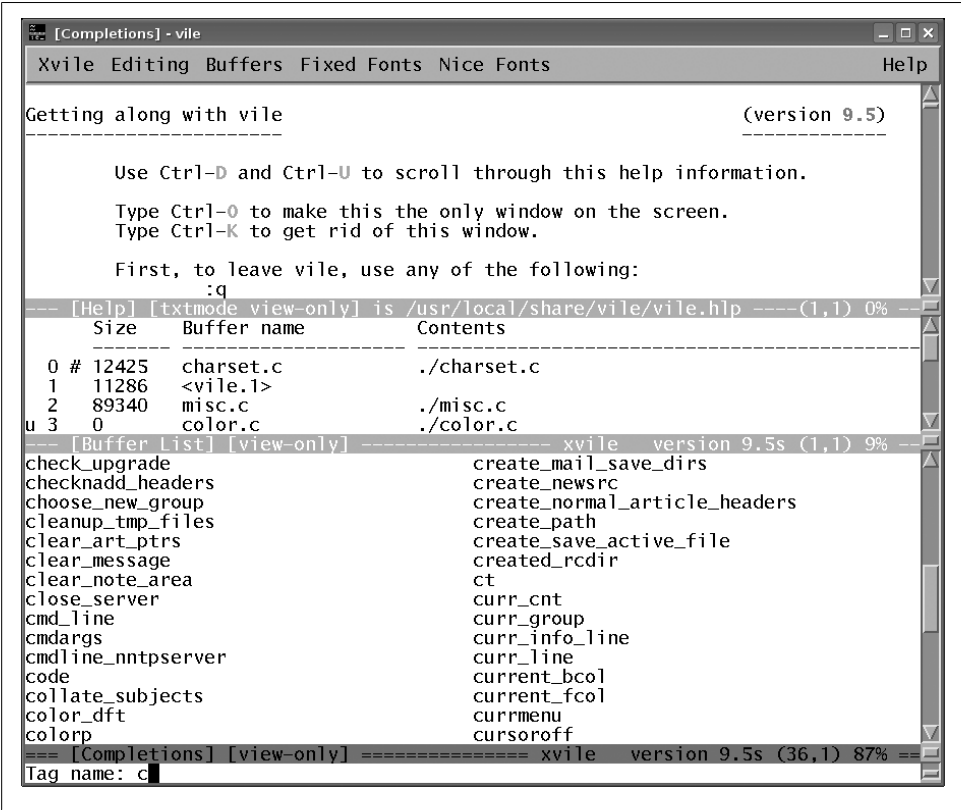 [Completions] - vile
Xvile Editing Buffers Fixed Fonts Nice Fonts Help
Getting along with vile (version 9.5)
----------------------- -------------
Use Ctrl-D and Ctrl-U to scroll through this help information.
Type Ctrl-O to make this the only window on the screen.
Type Ctrl-K to get rid of this window.
First, to leave vile, use any of the following:
:q
--- [Help] [txtmode view-only] is /usr/local/share/vile/vile.hlp ----(1,1) 0% --
Size Buffer name Contents
------- -------------------- ---------------------------------------------
0 # 12425 charset.c ./charset.c
1 11286 <vile.1>
2 89340 misc.c ./misc.c
u 3 0 color.c ./color.c
--- [Buffer List] [view-only] ----------------- xvile version 9.5s (1,1) 9% --
check_upgrade create_mail_save_dirs
checknadd_headers create_newsrc
choose_new_group create_normal_article_headers
cleanup_tmp_files create_path
clear_art_ptrs create_save_active_file
clear_message created_rcdir
clear_note_area ct
close_server curr_cnt
cmd_line curr_group
cmdargs curr_info_line
cmdline_nntpserver curr_line
code current_bcol
collate_subjects current_fcol
color_dft currmenu
colorp cursoroff
=== [Completions] [view-only] =============== xvile version 9.5s (36,1) 87% ==
Tag name: c